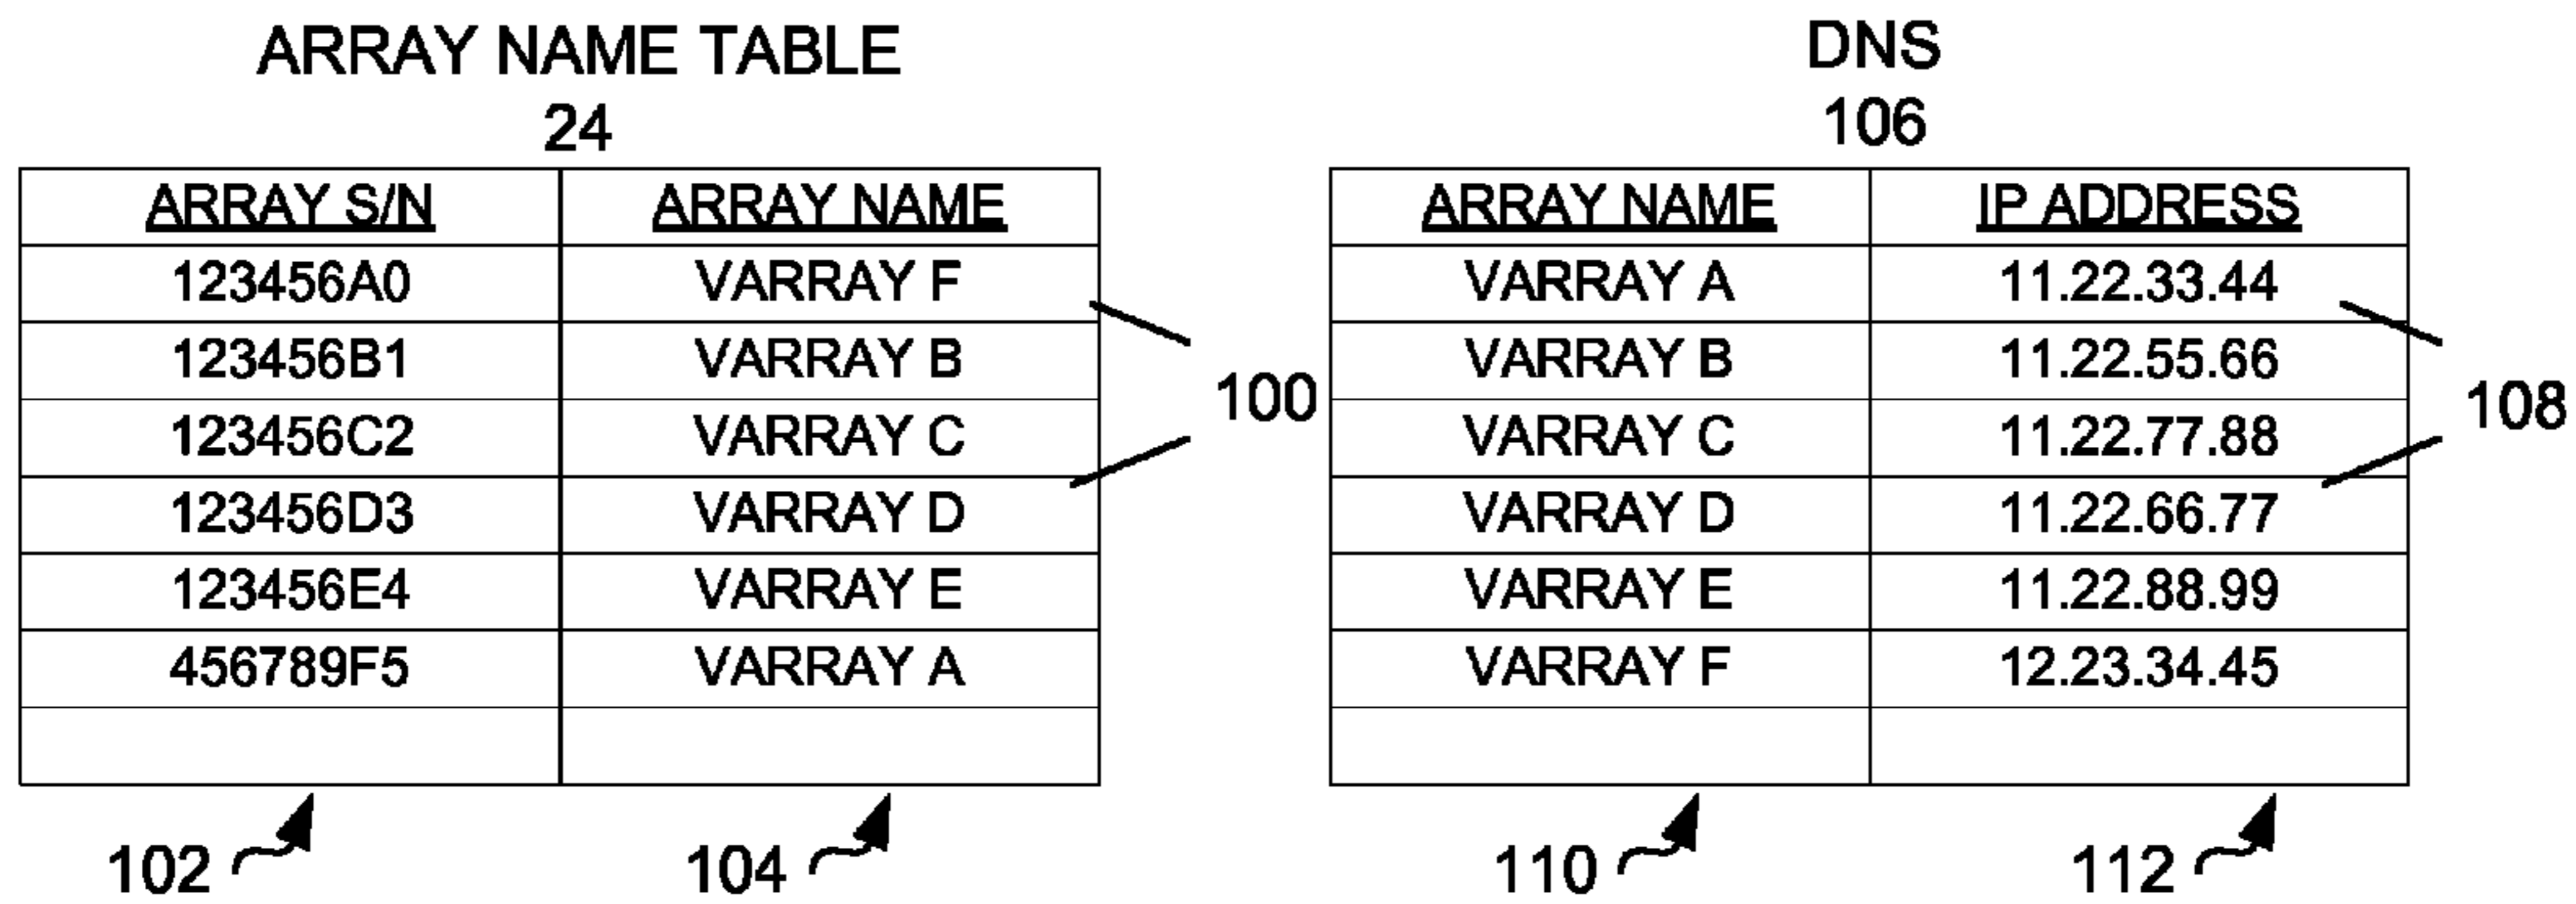 ARRAY NAME TABLE
24
ARRAY S/N ARRAY NAME
123456A0 VARRAY F
123456B1 VARRAY B
123456C2 VARRAY C
123456D3 VARRAY D
123456E4 VARRAY E
456789F5 VARRAY A
100
102 104
DNS
106
ARRAY NAME IP ADDRESS
VARRAY A 11.22.33.44
VARRAY B 11.22.55.66
VARRAY C 11.22.77.88
VARRAY D 11.22.66.77
VARRAY E 11.22.88.99
VARRAY F 12.23.34.45
108
110 112